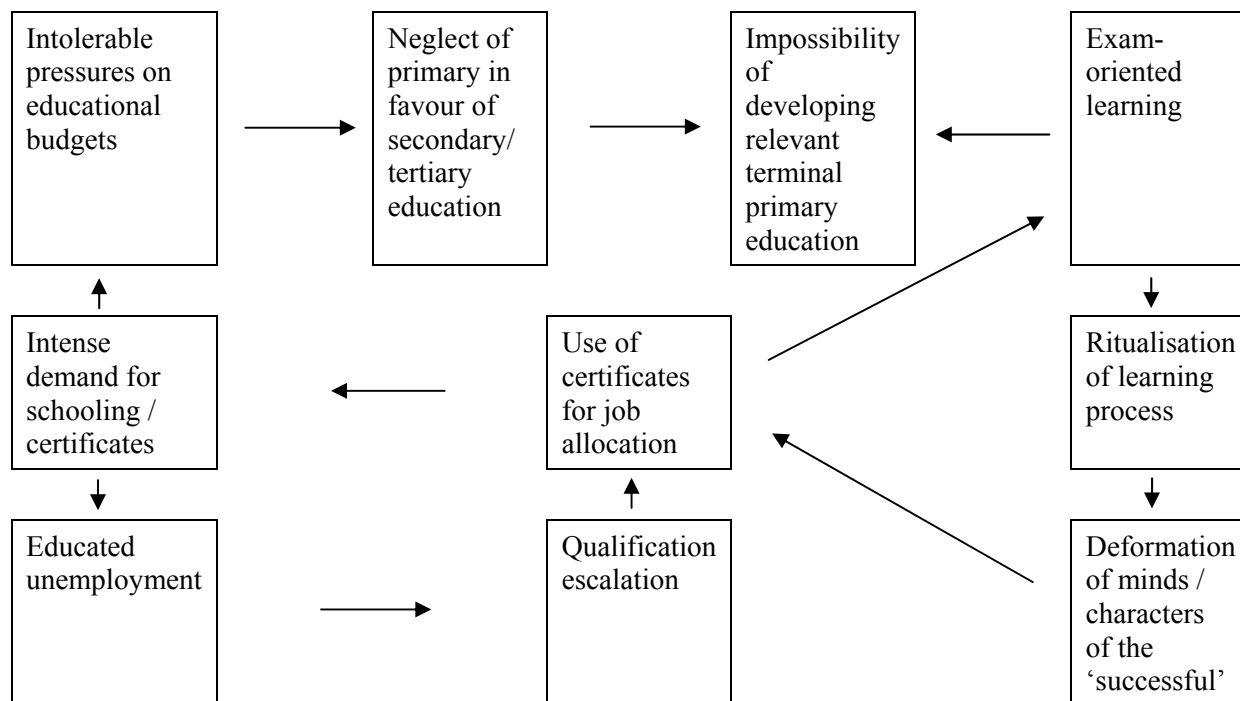 Intolerable
pressures on
educational
budgets
Neglect of
primary in
favour of
secondary/
tertiary
education
Impossibility
of
developing
relevant
terminal
primary
education
Exam-
oriented
learning
Intense
demand for
schooling /
certificates
Use of
certificates
for job
allocation
Ritualisation
of learning
process
Educated
unemployment
Qualification
escalation
Deformation
of minds /
characters
of the
‘successful’